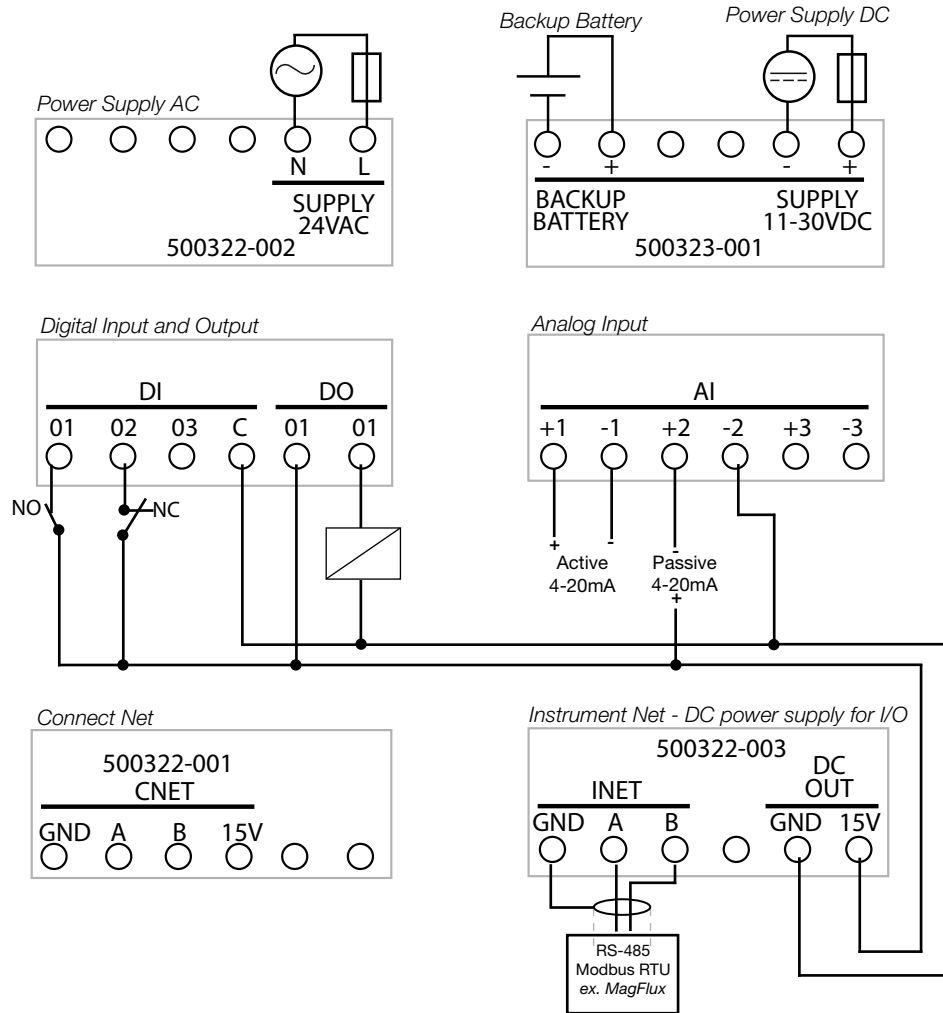 Power Supply AC
N L
SUPPLY
24VAC
500322-002
Backup Battery
Power Supply DC
- + - +
BACKUP
BATTERY
SUPPLY
11-30VDC
500323-001
Digital Input and Output
DI DO
01 02 03 C 01 01
NO
NC
Analog Input
AI
+1 -1 +2 -2 +3 -3
+ -
Active
4-20mA
-
Passive
4-20mA
+
Connect Net
500322-001
CNET
GND A B 15V
Instrument Net - DC power supply for I/O
500322-003
DC
OUT
INET
GND A B GND 15V
RS-485
Modbus RTU
ex. MagFlux